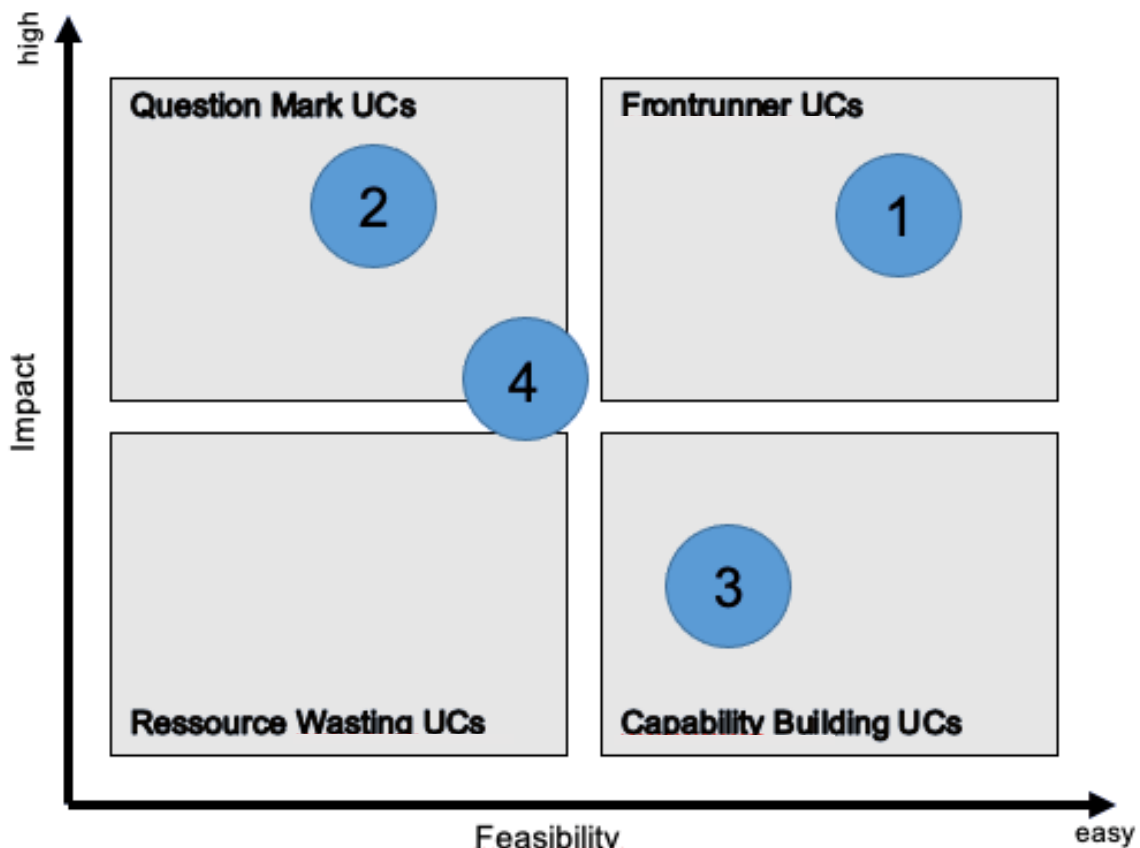 high
Question Mark UCs
Frontrunner UCs
2
1
4
Impact
3
Ressource Wasting UCs
Capability Building UCs
Feasibility
easy